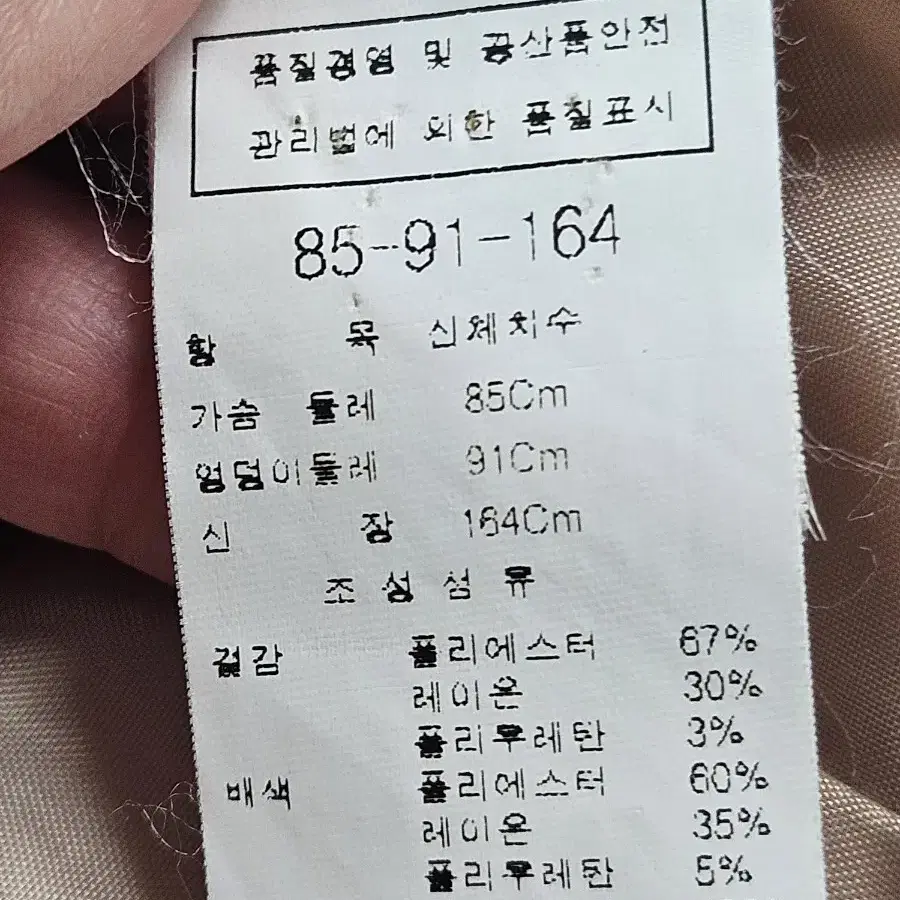 품질경영 및 공산품안전
관리법에 의한 품질표시
85-91-164
항 목 신체치수
가슴 둘레 85Cm
엉덩이둘레 91Cm
신 장 164Cm
조 성 섬 유
겉감 폴리에스터 67%
레이온 30%
폴리우레탄 3%
배색 폴리에스터 60%
레이온 35%
폴리우레탄 5%